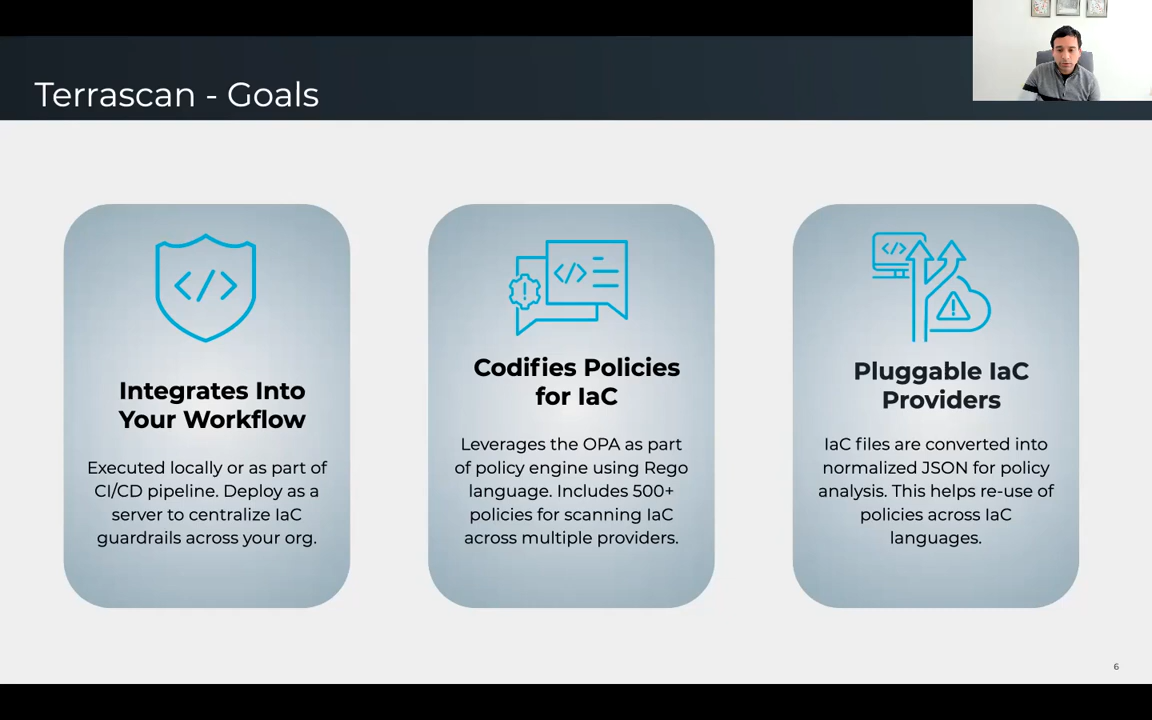 Terrascan - Goals
</>
Integrates Into
Your Workflow
Executed locally or as part of
CI/CD pipeline. Deploy as a
server to centralize IaC
guardrails across your org.
</>
!
Codifies Policies
for IaC
Leverages the OPA as part
of policy engine using Rego
language. Includes 500+
policies for scanning IaC
across multiple providers.
</>
!
Pluggable IaC
Providers
IaC files are converted into
normalized JSON for policy
analysis. This helps re-use of
policies across IaC
languages.
6